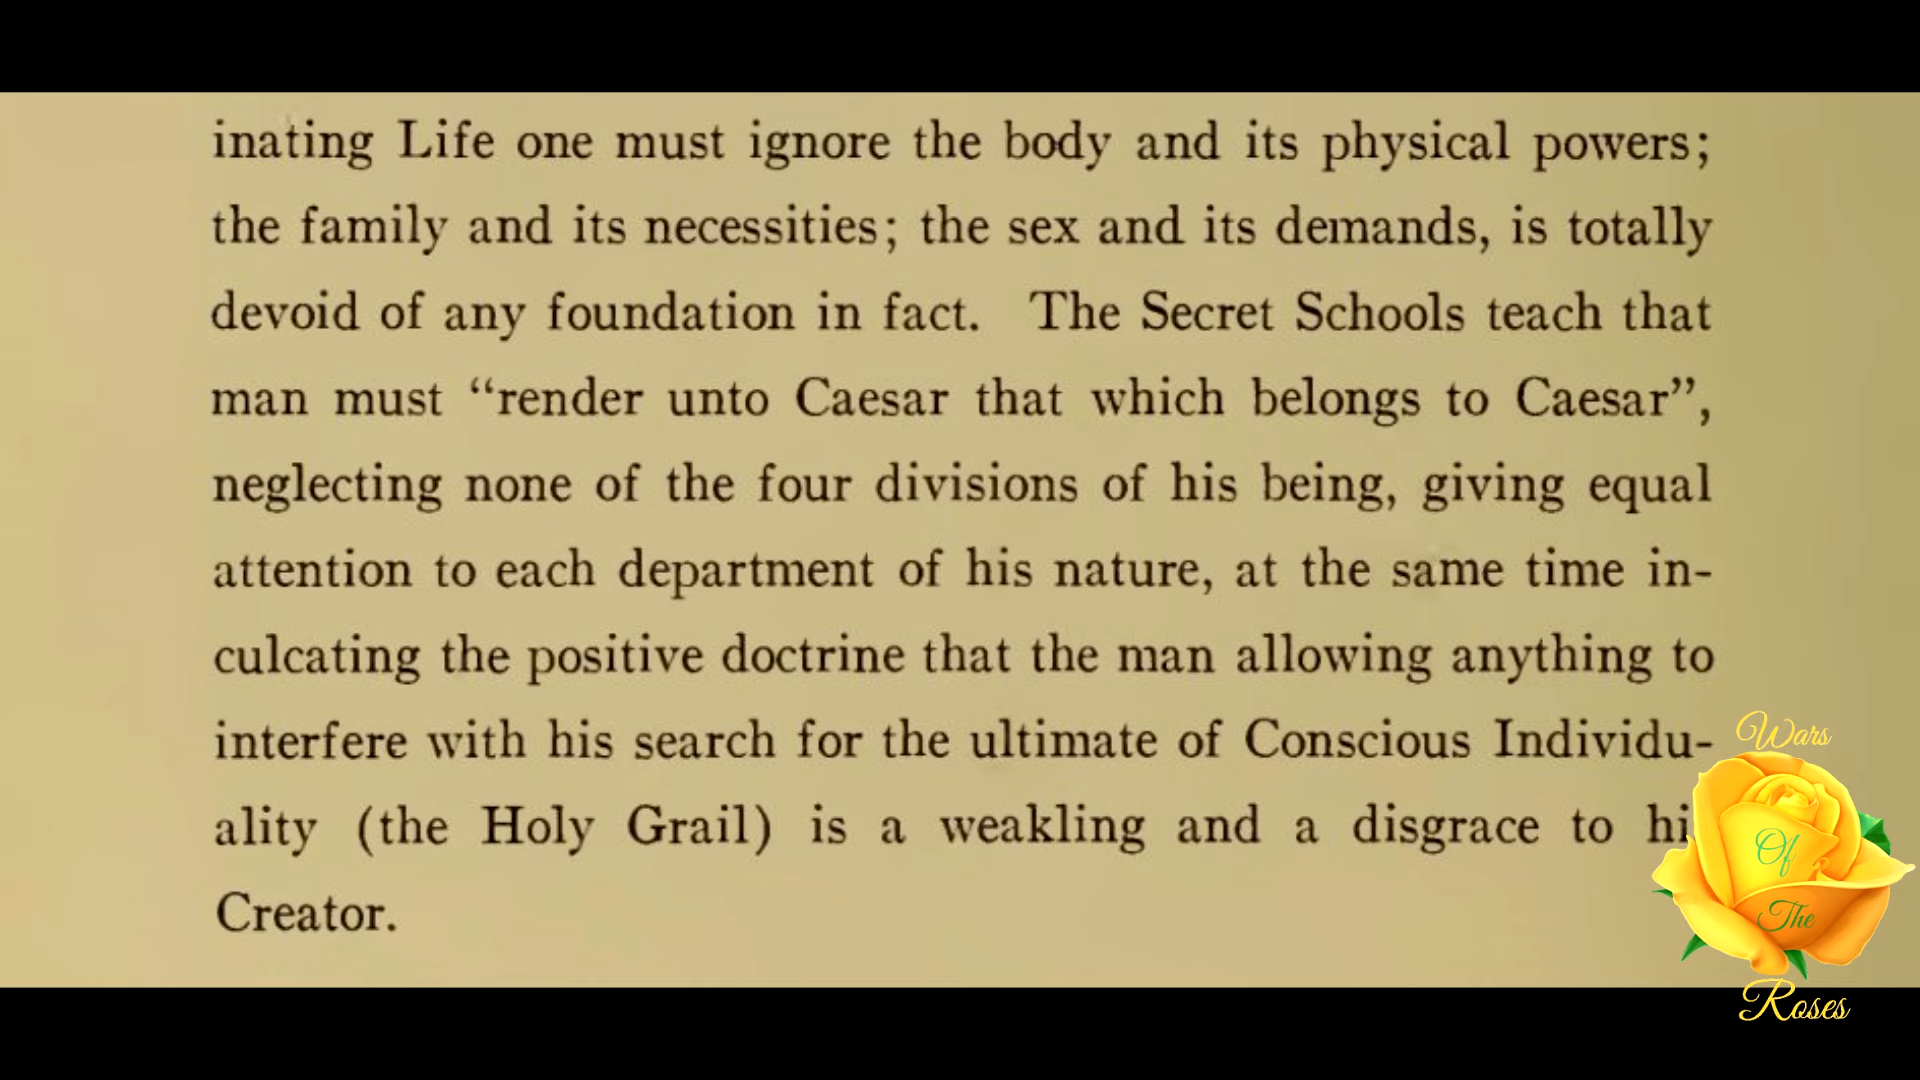 inating Life one must ignore the body and its physical powers;
the family and its necessities; the sex and its demands, is totally
devoid of any foundation in fact. The Secret Schools teach that
man must “render unto Caesar that which belongs to Caesar”,
neglecting none of the four divisions of his being, giving equal
attention to each department of his nature, at the same time in-
culcating the positive doctrine that the man allowing anything to
interfere with his search for the ultimate of Conscious Individu-
ality (the Holy Grail) is a weakling and a disgrace to
Creator.
Wars
Of
The
Roses